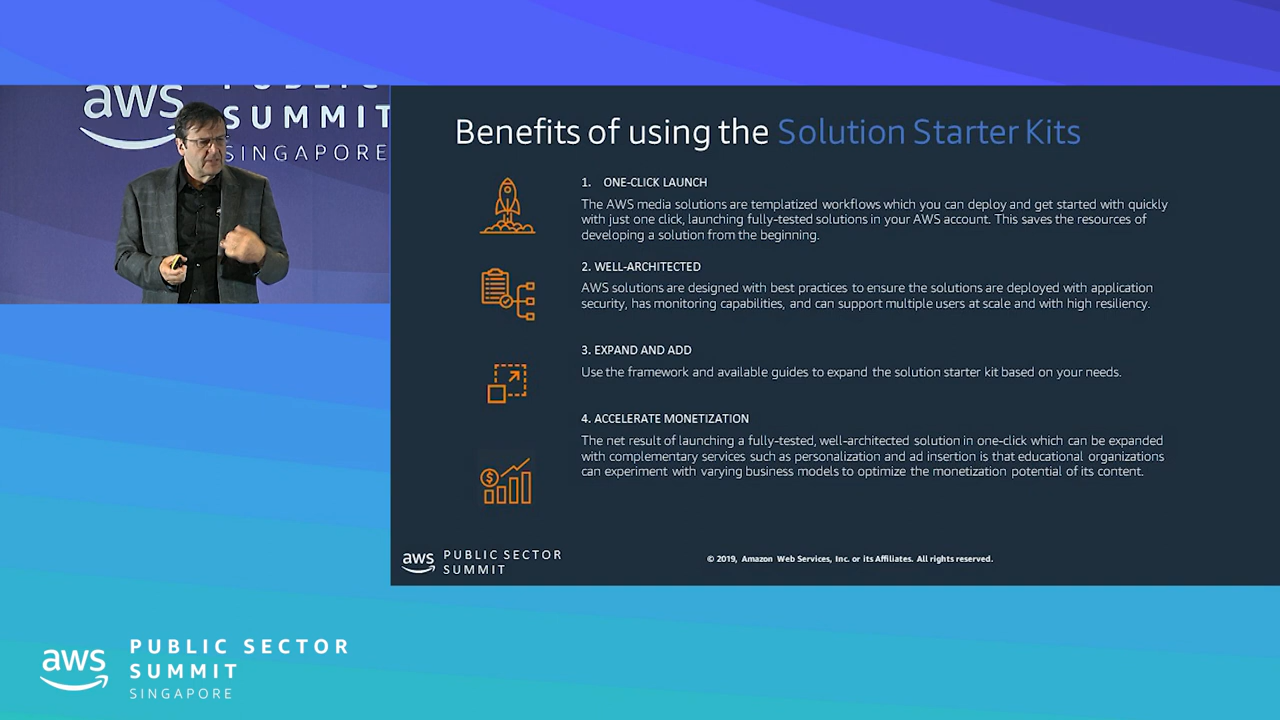 aws
PUBLIC
SUMMIT
SINGAPORE
Benefits of using the Solution Starter Kits
1. ONE-CLICK LAUNCH
The AWS media solutions are templatized workflows which you can deploy and get started with quickly
with just one click, launching fully-tested solutions in your AWS account. This saves the resources of
developing a solution from the beginning.
2. WELL-ARCHITECTED
AWS solutions are designed with best practices to ensure the solutions are deployed with application
security, has monitoring capabilities, and can support multiple users at scale and with high resiliency.
3. EXPAND AND ADD
Use the framework and available guides to expand the solution starter kit based on your needs.
4. ACCELERATE MONETIZATION
The net result of launching a fully-tested, well-architected solution in one-click which can be expanded
with complementary services such as personalization and ad insertion is that educational organizations
can experiment with varying business models to optimize the monetization potential of its content.
$
aws
PUBLIC SECTOR
SUMMIT
© 2019, Amazon Web Services, Inc. or its Affiliates. All rights reserved.
aws
PUBLIC SECTOR
SUMMIT
SINGAPORE